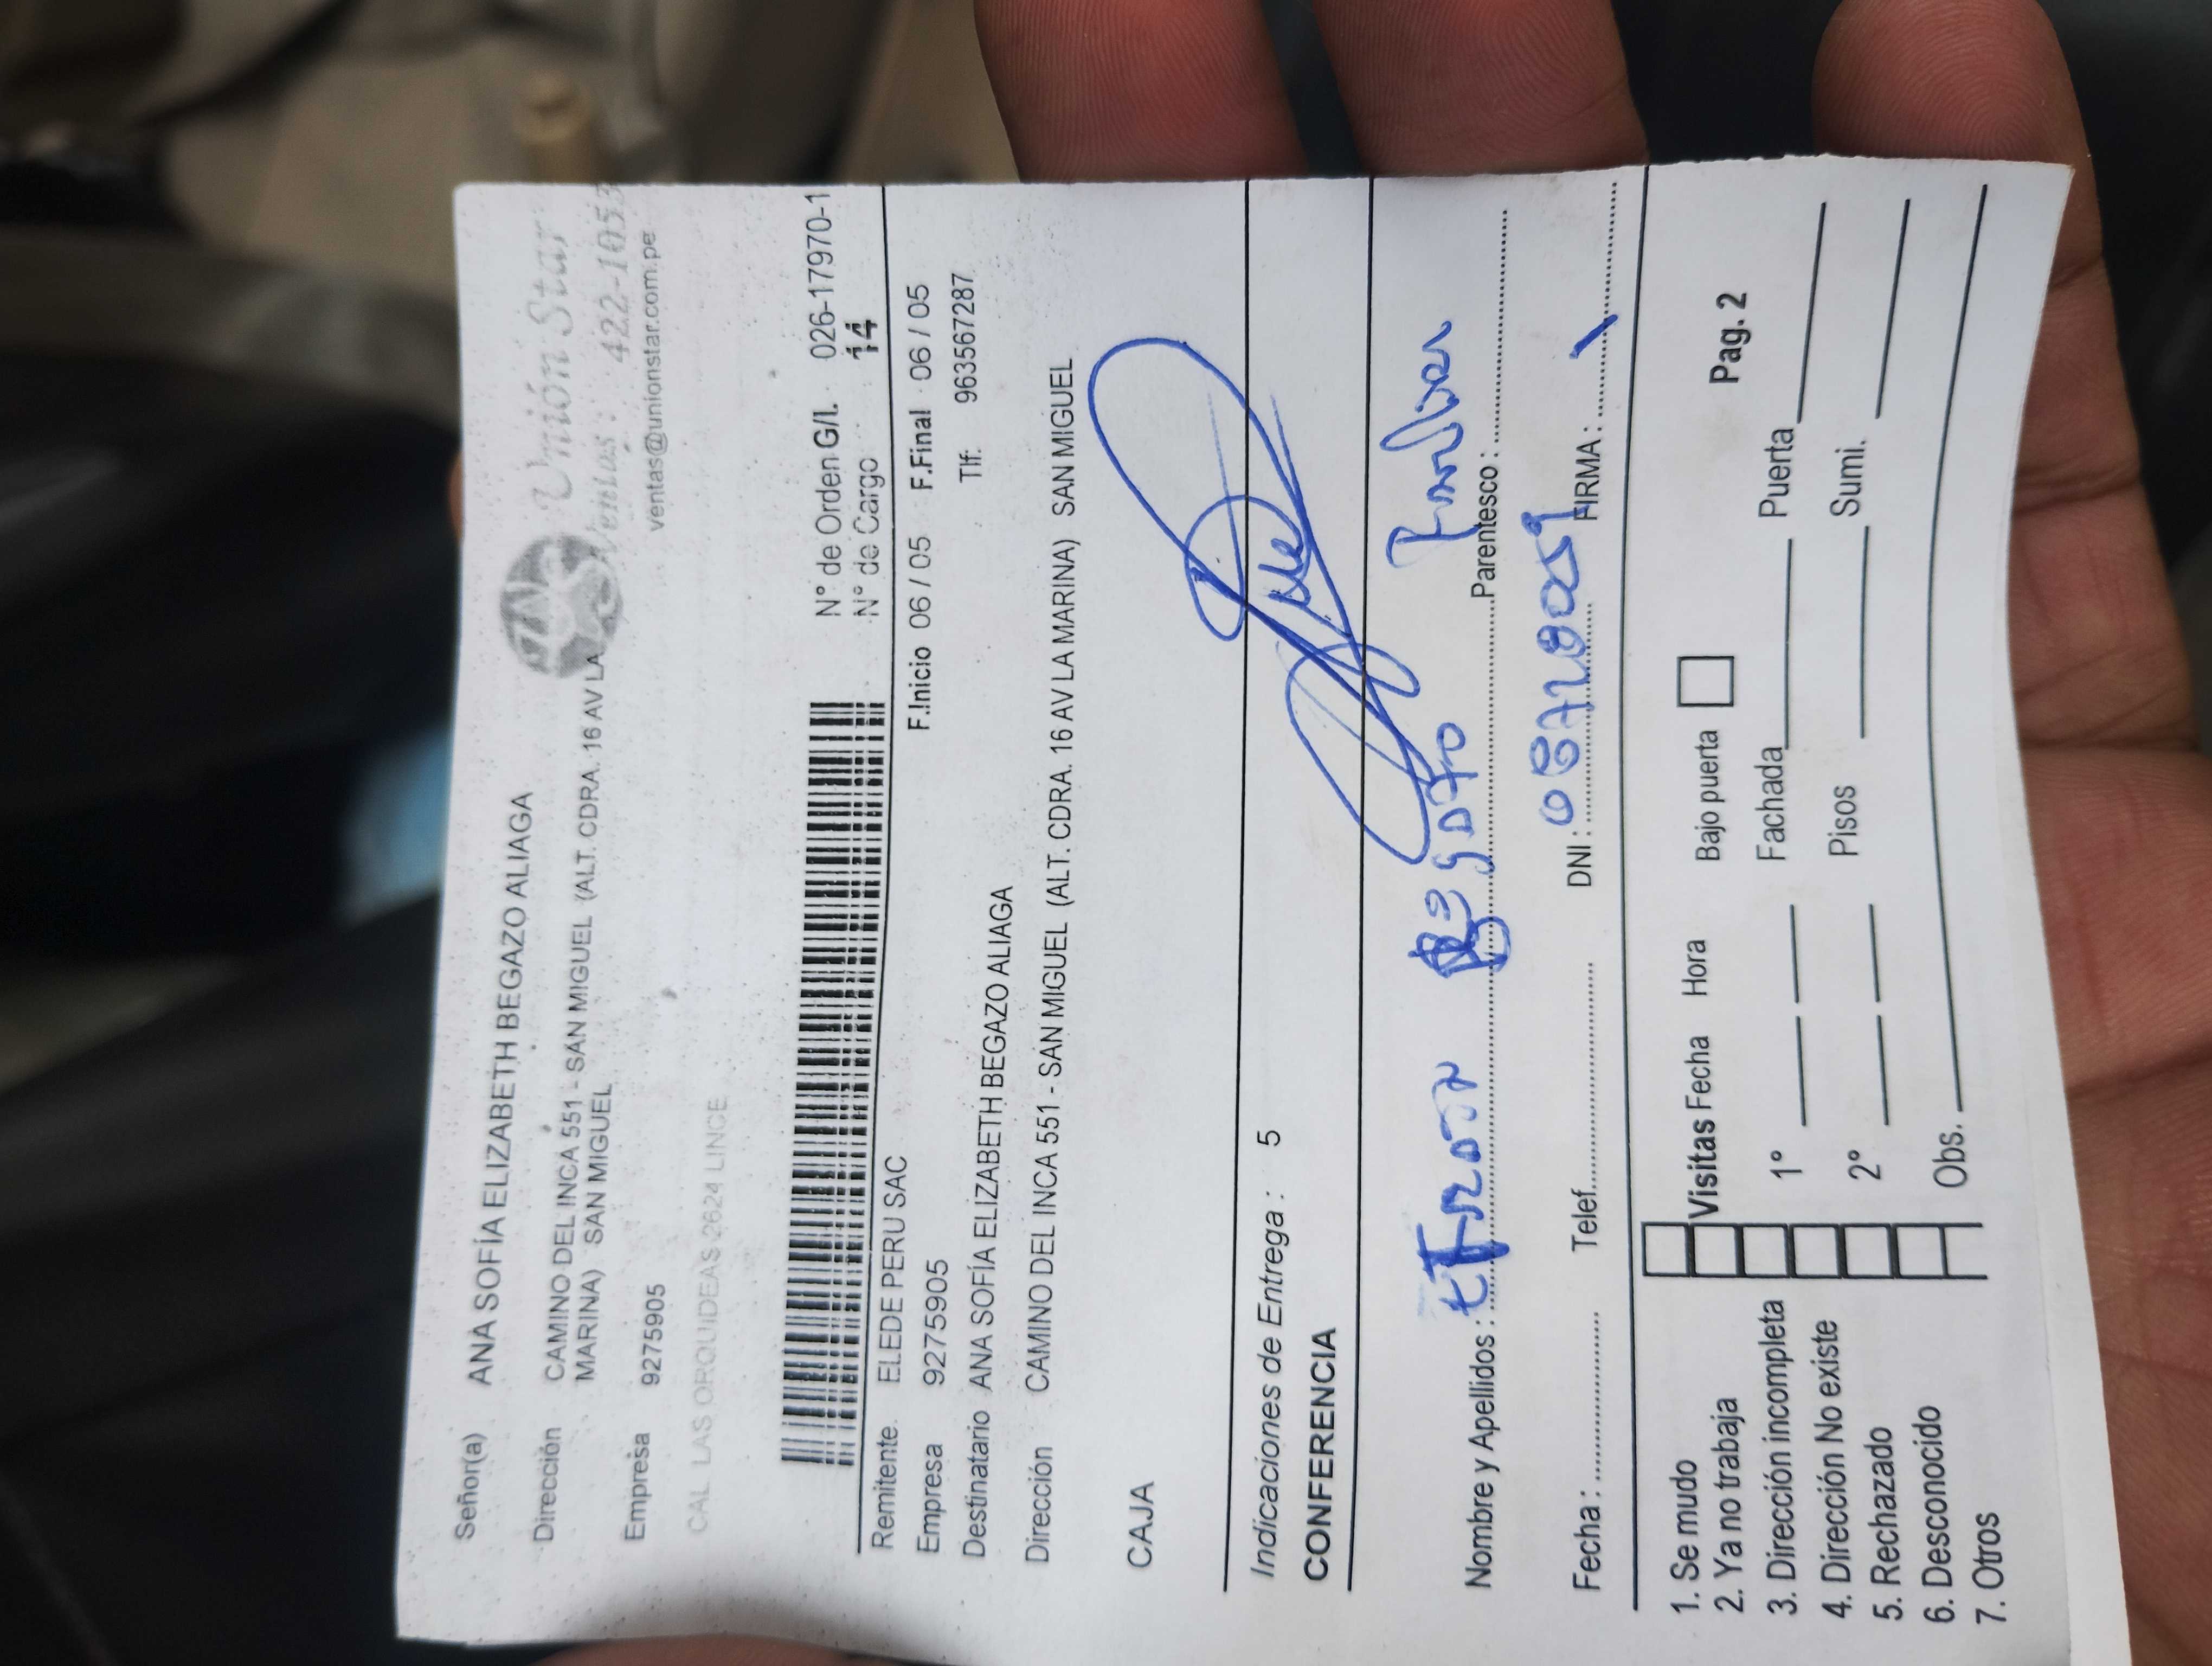 Señor(a) ANA SOFÍA ELIZABETH BEGAZO ALIAGA
Unión Star
Ventas : 422-1053
ventas@unionstar.com.pe
Dirección CAMINO DEL INCA 551 - SAN MIGUEL (ALT. CDRA. 16 AV LA
MARINA) SAN MIGUEL
Empresa 9275905
CAL LAS ORQUIDEAS 2624 LINCE
N° de Orden G/I. 026-17970-1
N° de Cargo 14
Remitente ELEDE PERU SAC
F.Inicio 06 / 05 F.Final 06 / 05
Empresa 9275905
Tlf: 963567287
Destinatario ANA SOFÍA ELIZABETH BEGAZO ALIAGA
Dirección CAMINO DEL INCA 551 - SAN MIGUEL (ALT. CDRA. 16 AV LA MARINA) SAN MIGUEL
CAJA
Indicaciones de Entrega : 5
CONFERENCIA
Nombre y Apellidos : Parentesco :
Fecha : Telef. DNI : FIRMA :
1. Se mudo
2. Ya no trabaja
3. Dirección incompleta
4. Dirección No existe
5. Rechazado
6. Desconocido
7. Otros
Visitas Fecha Hora Bajo puerta Pag. 2
1° Fachada Puerta
2° Pisos Sumi.
Obs.